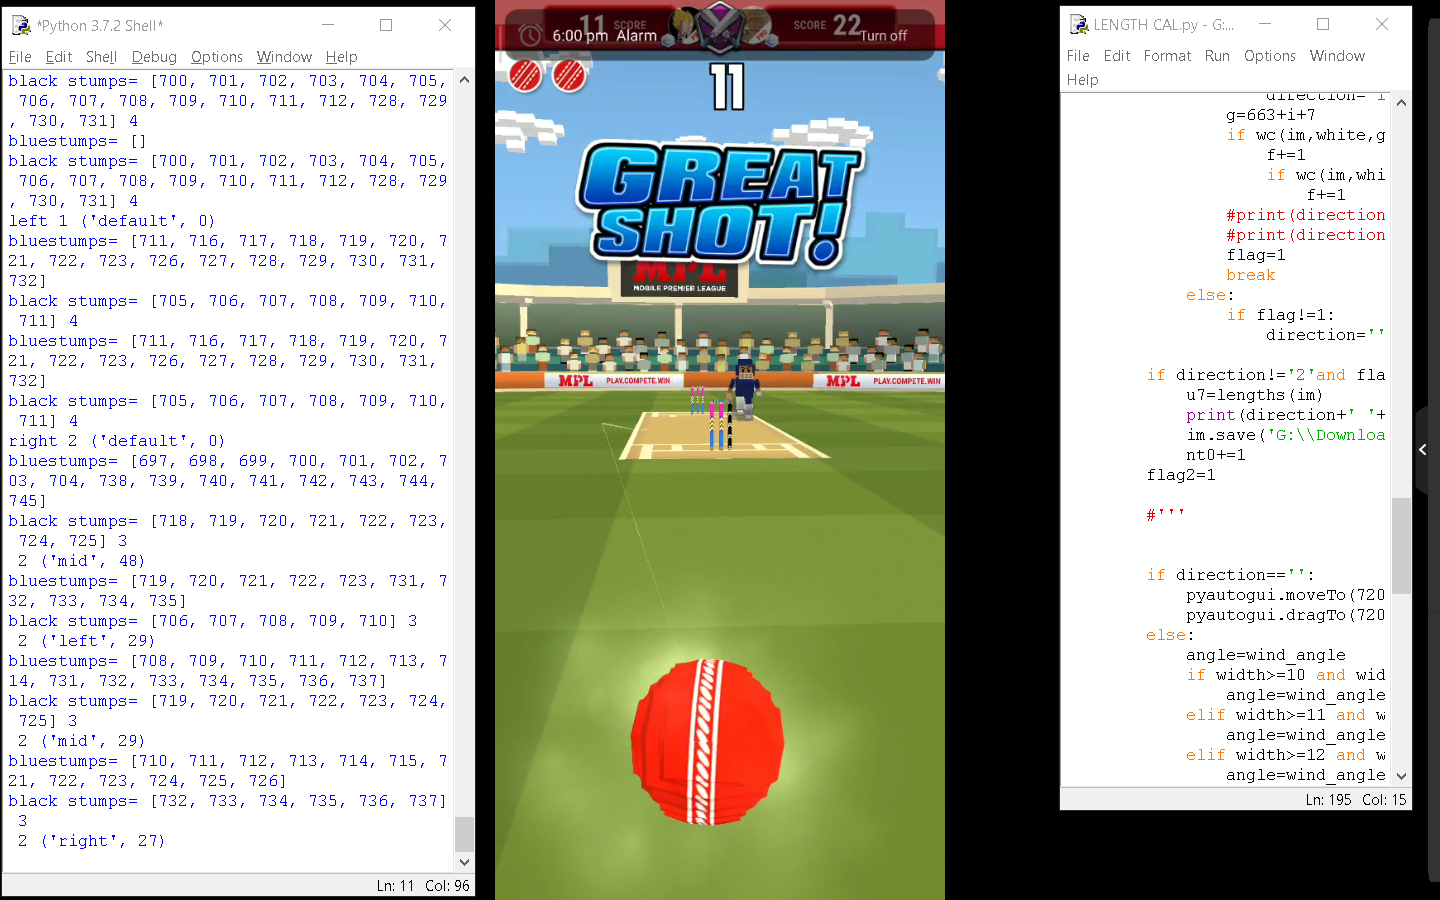 *Python 3.7.2 Shell*
File Edit Shell Debug Options Window Help
black stumps= [700, 701, 702, 703, 704, 705,
706, 707, 708, 709, 710, 711, 712, 728, 729
, 730, 731] 4
bluestumps= []
black stumps= [700, 701, 702, 703, 704, 705,
706, 707, 708, 709, 710, 711, 712, 728, 729
, 730, 731] 4
left 1 ('default', 0)
bluestumps= [711, 716, 717, 718, 719, 720, 7
21, 722, 723, 726, 727, 728, 729, 730, 731,
732]
black stumps= [705, 706, 707, 708, 709, 710,
711] 4
bluestumps= [711, 716, 717, 718, 719, 720, 7
21, 722, 723, 726, 727, 728, 729, 730, 731,
732]
black stumps= [705, 706, 707, 708, 709, 710,
711] 4
right 2 ('default', 0)
bluestumps= [697, 698, 699, 700, 701, 702, 7
03, 704, 738, 739, 740, 741, 742, 743, 744,
745]
black stumps= [718, 719, 720, 721, 722, 723,
724, 725] 3
2 ('mid', 48)
bluestumps= [719, 720, 721, 722, 723, 731, 7
32, 733, 734, 735]
black stumps= [706, 707, 708, 709, 710] 3
2 ('left', 29)
bluestumps= [708, 709, 710, 711, 712, 713, 7
14, 731, 732, 733, 734, 735, 736, 737]
black stumps= [719, 720, 721, 722, 723, 724,
725] 3
2 ('mid', 29)
bluestumps= [710, 711, 712, 713, 714, 715, 7
21, 722, 723, 724, 725, 726]
black stumps= [732, 733, 734, 735, 736, 737]
3
2 ('right', 27)
Ln: 11 Col: 96
11 SCORE SCORE 22
6:00 pm Alarm Turn off
11
GREAT
SHOT!
MPL
MOBILE PREMIER LEAGUE
MPL PLAY.COMPETE.WIN MPL PLAY.COMPETE.WIN
LENGTH CAL.py - G:...
File Edit Format Run Options Window
Help
direction='i
g=663+i+7
if wc(im,white,g
f+=1
if wc(im,whi
f+=1
#print(direction
#print(direction
flag=1
break
else:
if flag!=1:
direction=''
if direction!='2'and fla
u7=lengths(im)
print(direction+' '+
im.save('G:\\Downloa
nt0+=1
flag2=1
#'''
if direction=='':
pyautogui.moveTo(720
pyautogui.dragTo(720
else:
angle=wind_angle
if width>=10 and wid
angle=wind_angle
elif width>=11 and w
angle=wind_angle
elif width>=12 and w
angle=wind_angle
Ln: 195 Col: 15